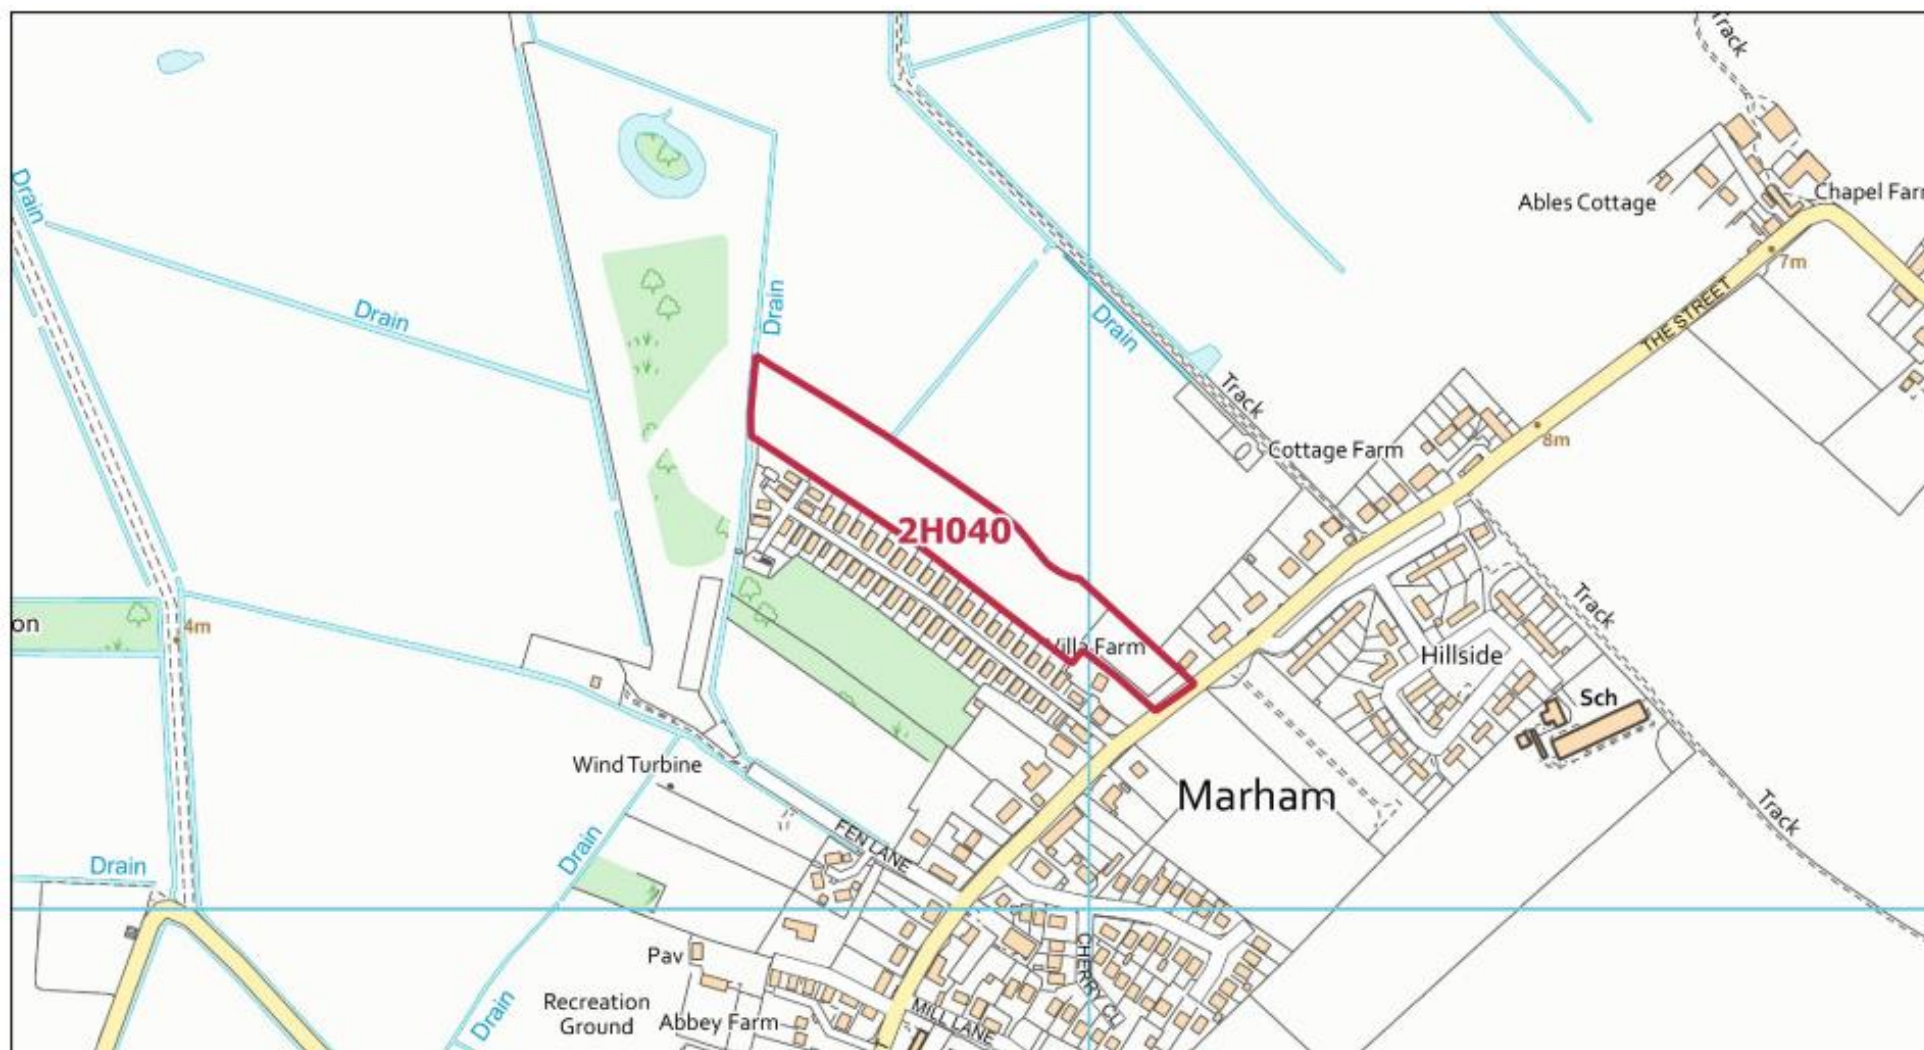 Track
Drain
Ables Cottage
Chapel Farm
7m
Drain
Drain
Drain
THE STREET
Track
Cottage Farm
8m
2H040
on
4m
Villa Farm
Hillside
Track
Sch
Wind Turbine
Marham
Track
Drain
FEN LANE
Drain
Pav
CHERRY CL
Recreation
Ground
Abbey Farm
Drain
MILL LANE